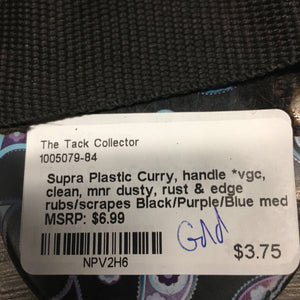 The Tack Collector
1005079-84
Supra Plastic Curry, handle *vgc,
clean, mnr dusty, rust & edge
rubs/scrapes Black/Purple/Blue med
MSRP: $6.99
Gdd
$3.75
NPV2H6